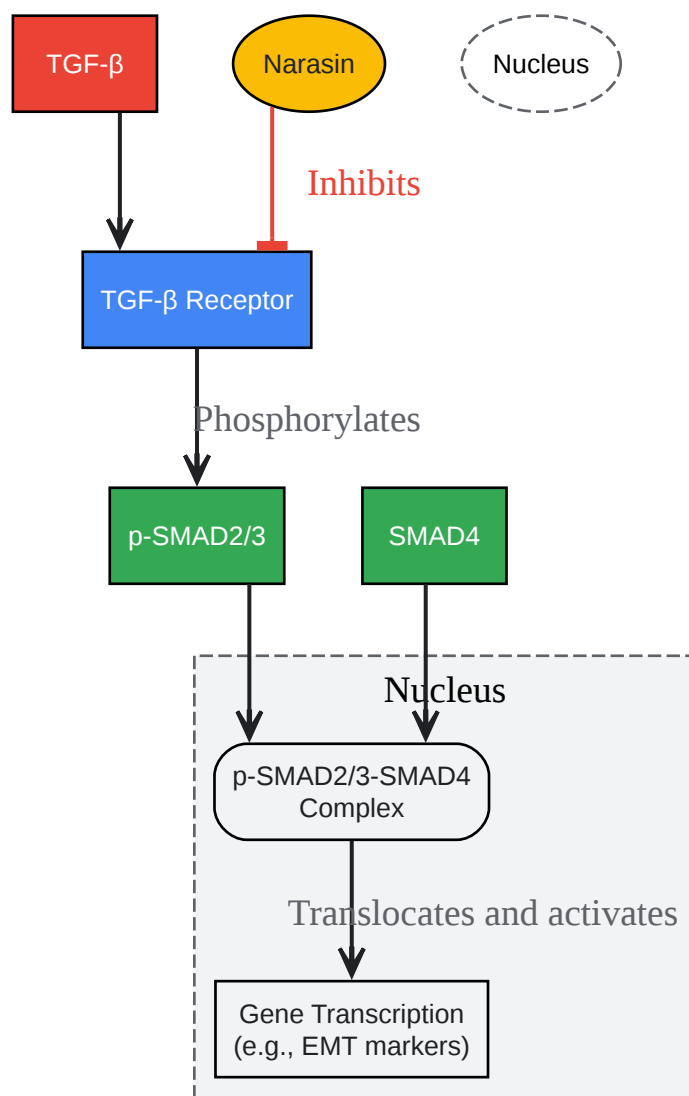 TGF-β
Narasin
Nucleus
Inhibits
TGF-β Receptor
Phosphorylates
p-SMAD2/3
SMAD4
Nucleus
p-SMAD2/3-SMAD4
Complex
Translocates and activates
Gene Transcription
(e.g., EMT markers)